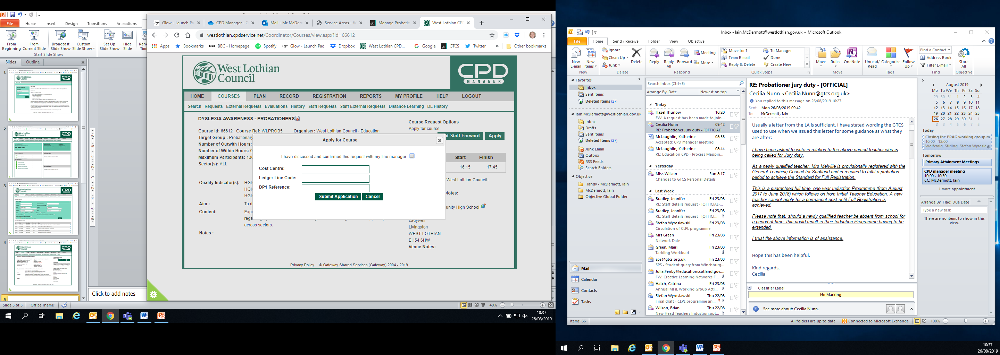 File Home Insert Design Transitions Animations
From Beginning
From Current Slide
Broadcast Slide Show
Custom Slide Show
Set Up Slide Show
Hide Slide
Start Slide Show
Slides Outline
1
2
3
4
5
Click to add notes
Slide 5 of 5 "Office Theme" 40%
10:37
26/08/2019
Glow - Launch Pa CPD Manager - C Mail - Mr McDerm Service Areas - W Manage Probatic West Lothian CPD
westlothian.cpdservice.net/Coordinator/Courses/view.aspx?id=66612
Apps Bookmarks BBC - Homepage Spotify Glow - Launch Pad Dropbox West Lothian CPD... Google GTCS Twitter » Other bookmarks
West Lothian Council
CPD MANAGER
HOME COURSES PLAN RECORD REGISTRATION REPORTS MY PROFILE HELP LOGOUT
Search Requests External Requests Evaluations History Staff Requests Staff External Requests Distance Learning DL History
DYSLEXIA AWARENESS - PROBATIONERS
Course Id: 66612 Course Ref: WLPROB5 Organiser: West Lothian Council - Education
Target Group : Probationary
Number of Outwith Hours:
Number of Within Hours: 0
Maximum Participants: 130
Sector(s): ALL
Quality Indicator(s): HGI
HGI
HGI
Aim : To d
Content: Exp
across sectors.
Notes :
Course Request Options
Apply for course.
ut Staff Forward Apply
Start Finish
16:15 17:45
West Lothian Council -
Notes:
unity High School
Ladywell
Livingston
WEST LOTHIAN
EH54 6HW
Venue Notes:
Apply for Course
I have discussed and confirmed this request with my line manager.
Cost Centre:
Ledger Line Code:
DP1 Reference:
Submit Application Cancel
Privacy Policy | © Gateway Shared Services (Gateway) 2004 - 2019
Inbox - Iain.McDermott@westlothian.gov.uk - Microsoft Outlook
File Home Send / Receive Folder View Objective
New E-mail
New Items
New
Ignore
Clean Up
Junk
Delete
Delete
Reply
Reply All
Forward
Meeting
More
Respond
Move to: ?
Team E-mail
Reply & Delete
To Manager
Done
Create New
Quick Steps
Move
Rules
OneNote
Move
Unread/ Read
Categorize
Follow Up
Tags
Find a Contact
Address Book
Filter E-mail
Find
Store All
Objective
Favorites
Inbox
Sent Items
Deleted Items (27)
Iain.McDermott@westlothian.gov.uk
Inbox
Drafts
Sent Items
Deleted Items (27)
Junk Email
Outbox
RSS Feeds
Search Folders
Objective
Handy - McDermott, Iain
McDermott, Iain
Objective Global Folder
Mail
Calendar
Contacts
Tasks
Search Inbox (Ctrl+E)
Arrange By: Date Newest on top
Today
Hazel Thurlow 10:20
FW: A request has been made to join...
Cecilia Nunn 09:42
RE: Probationer jury duty - [OFFICIAL]
McLaughlin, Katherine 08:58
Accepted: CPD manager meeting
McLaughlin, Katherine 08:44
RE: Education CPD - Process Mappin...
Yesterday
Miss Wilson Sun 8:17
Changes to GTCS Personal Details
Last Week
Bradley, Jennifer Fri 23/08
RE: Staff details request - [OFFICIAL-...
Bradley, Jennifer Fri 23/08
RE: Staff details request - [OFFICI...
Stefan Wyroslawski Fri 23/08
Circulation of CLPL programme
Mrs Green Fri 23/08
Network Date
Green, Mairi Fri 23/08
Tackling Workload
sps@gtcs.org.uk Fri 23/08
SPS - Student query from Winchburg...
Julia.Fenby@educationscotland.gov.... Fri 23/08
FW: Creative Learning Networks F...
Hatch, Catrina Fri 23/08
Annual MFiL Working Group Acti...
Stefan Wyroslawski Thu 22/08
Final draft - CLPL programme an...
Wilson, Brian Thu 22/08
New Head Teachers Induction.ppt...
RE: Probationer jury duty - [OFFICIAL]
Cecilia Nunn <Cecilia.Nunn@gtcs.org.uk>
You replied to this message on 26/08/2019 10:27.
Sent: Mon 26/08/2019 09:42
To: McDermott, Iain
Usually a letter from the LA is sufficient, I have stated wording the GTCS
used to use when we issued this letter for some guidance as what they
are after:
I have been asked to write in relation to the above named teacher who is
being called for Jury duty.
As a newly qualified teacher, Mrs Melville is provisionally registered with the
General Teaching Council for Scotland and is required to fulfil a probation
period to achieve the Standard for Full Registration.
This is a guaranteed full time, one year Induction Programme (from August
2017 to June 2018) which follows on from Initial Teacher Education. A new
teacher cannot apply for a permanent post until Full Registration is
achieved.
Please note that, should a newly qualified teacher be absent from school for
a period of time, this could result in their Induction Programme having to be
extended.
I trust the above information is of assistance.
Hope this has been helpful.
Kind regards,
Cecilia
Classifier Label
No Marking
See more about: Cecilia Nunn.
August 2019
Mo Tu We Th Fr Sa Su
29 30 31 1 2 3 4
5 6 7 8 9 10 11
12 13 14 15 16 17 18
19 20 21 22 23 24 25
26 27 28 29 30 31 1
2 3 4 5 6 7 8
Today
Closing the PRAG working group m
10:00 - 12:00
Wolfcraig, Stirling; Stefan Wyrosla
Tomorrow
Primary Attainment Meetings
CPD manager meeting
10:00 - 10:30
CC; McDermott, Iain
1 more appointment
Arrange By: Flag: Due Date
Type a new task
There are no items to show in this
view.
Items: 66 All folders are up to date. Connected to Microsoft Exchange 100%
10:37
26/08/2019